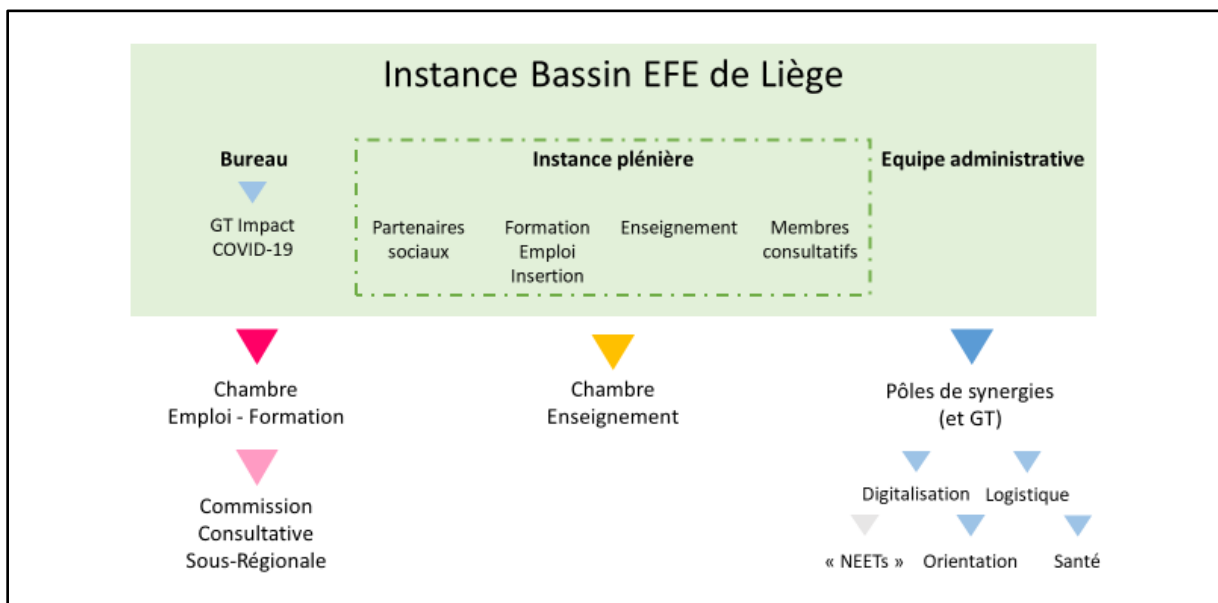 Instance Bassin EFE de Liège
Bureau
GT Impact
COVID-19
Instance plénière
Partenaires
sociaux
Formation
Emploi
Insertion
Enseignement
Membres
consultatifs
Equipe administrative
Chambre
Emploi - Formation
Commission
Consultative
Sous-Régionale
Chambre
Enseignement
Pôles de synergies
(et GT)
Digitalisation
Logistique
« NEETs »
Orientation
Santé